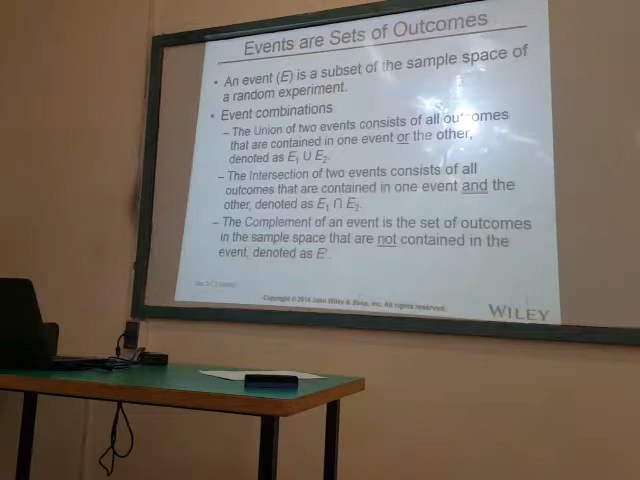 Events are Sets of Outcomes
• An event (E) is a subset of the sample space of
a random experiment.
• Event combinations
– The Union of two events consists of all outcomes
that are contained in one event or the other,
denoted as E₁ ∪ E₂.
– The Intersection of two events consists of all
outcomes that are contained in one event and the
other, denoted as E₁ ∩ E₂.
– The Complement of an event is the set of outcomes
in the sample space that are not contained in the
event, denoted as E′.
Copyright © 2014 John Wiley & Sons, Inc. All rights reserved.
WILEY